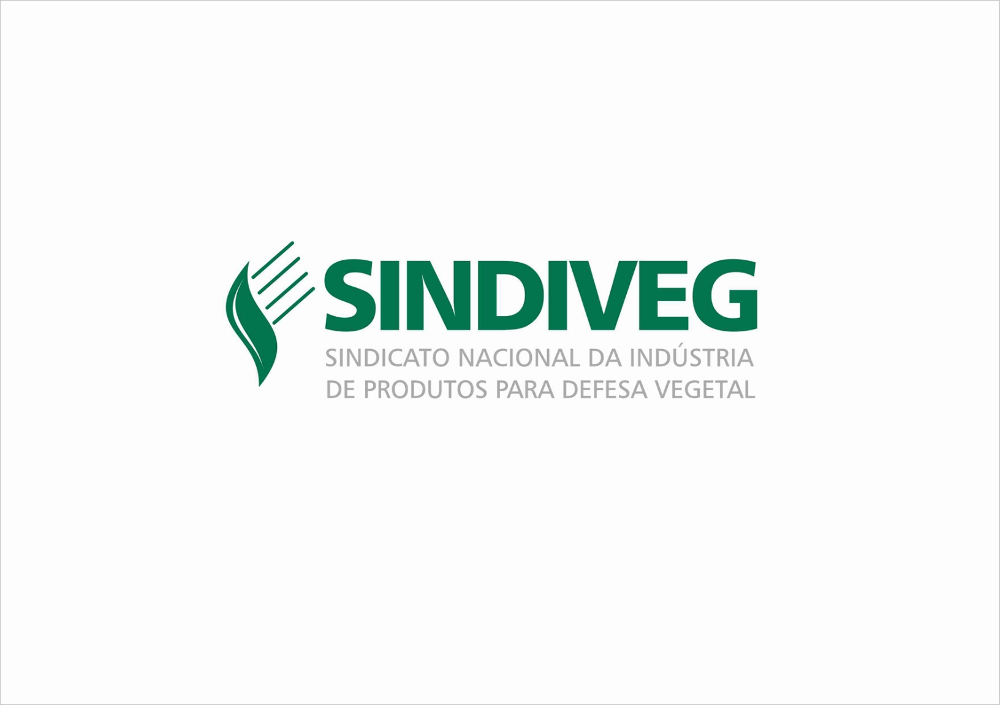 SINDIVEG
SINDICATO NACIONAL DA INDÚSTRIA
DE PRODUTOS PARA DEFESA VEGETAL